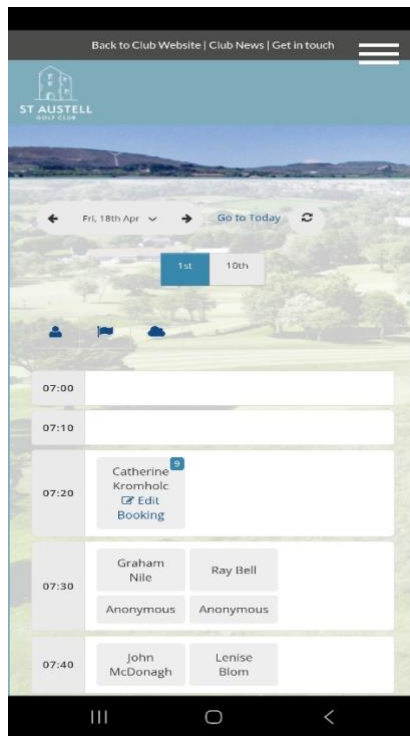 Back to Club Website | Club News | Get in touch
ST AUSTELL
GOLF CLUB
Fri, 18th Apr
Go to Today
1st 10th
07:00
07:10
07:20
Catherine 9
Kromholc
Edit
Booking
07:30
Graham
Nile
Ray Bell
Anonymous Anonymous
07:40
John
McDonagh
Lenise
Blom